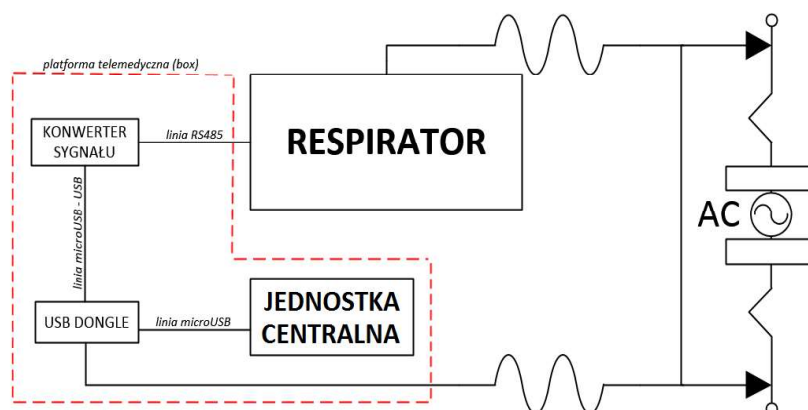 platforma telemedyczna (box)
KONWERTER
SYGNAŁU
linia RS485
RESPIRATOR
linia microUSB - USB
AC
USB DONGLE
linia microUSB
JEDNOSTKA
CENTRALNA